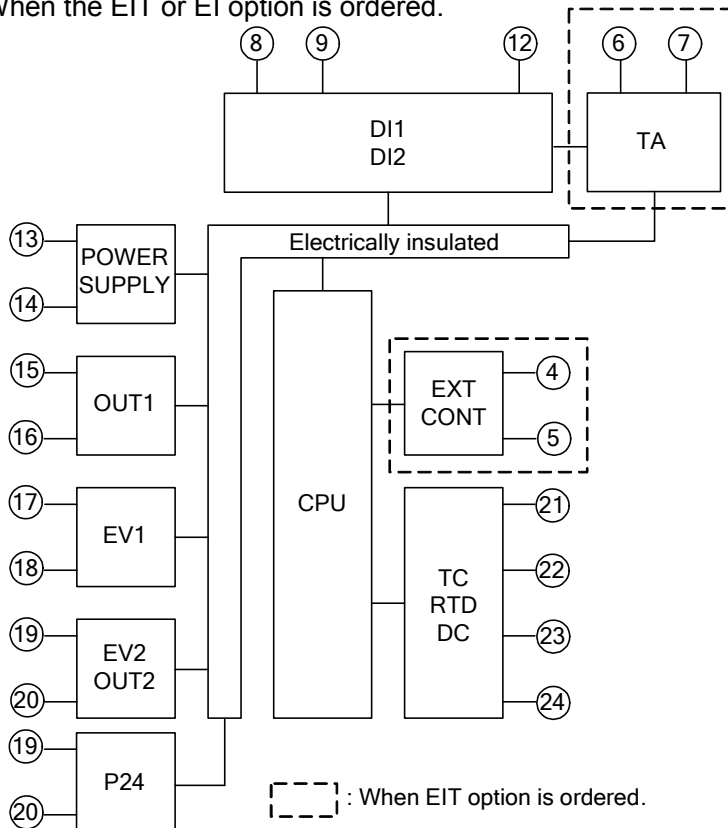 When the EIT or EI option is ordered.
8 9 12 6 7
DI1
DI2
TA
Electrically insulated
13
14
POWER
SUPPLY
15
16
OUT1
17
18
EV1
19
20
EV2
OUT2
19
20
P24
CPU
EXT
CONT
4
5
TC
RTD
DC
21
22
23
24
: When EIT option is ordered.